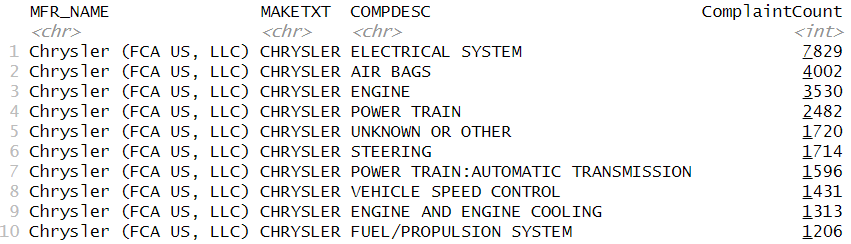 MFR_NAME MAKETXT COMPDESC ComplaintCount
<chr> <chr> <chr> <int>
1 Chrysler (FCA US, LLC) CHRYSLER ELECTRICAL SYSTEM 7829
2 Chrysler (FCA US, LLC) CHRYSLER AIR BAGS 4002
3 Chrysler (FCA US, LLC) CHRYSLER ENGINE 3530
4 Chrysler (FCA US, LLC) CHRYSLER POWER TRAIN 2482
5 Chrysler (FCA US, LLC) CHRYSLER UNKNOWN OR OTHER 1720
6 Chrysler (FCA US, LLC) CHRYSLER STEERING 1714
7 Chrysler (FCA US, LLC) CHRYSLER POWER TRAIN:AUTOMATIC TRANSMISSION 1596
8 Chrysler (FCA US, LLC) CHRYSLER VEHICLE SPEED CONTROL 1431
9 Chrysler (FCA US, LLC) CHRYSLER ENGINE AND ENGINE COOLING 1313
10 Chrysler (FCA US, LLC) CHRYSLER FUEL/PROPULSION SYSTEM 1206